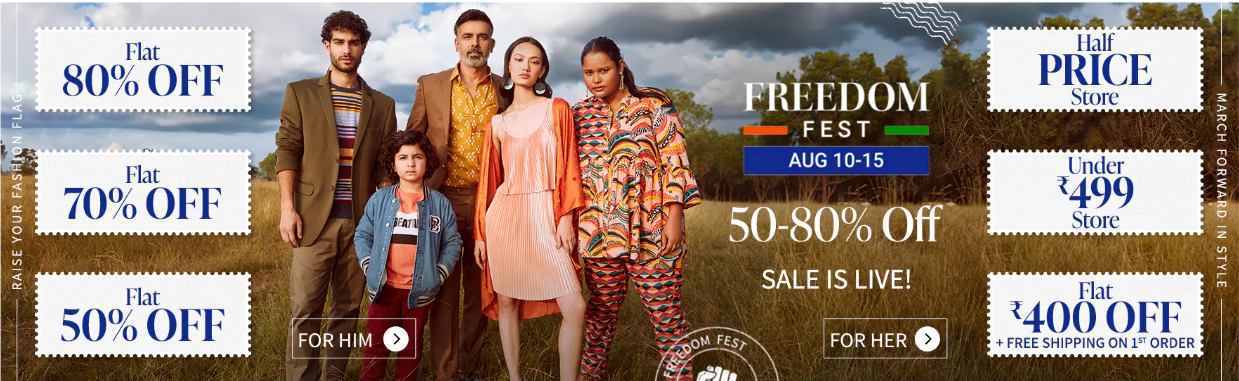 RAISE YOUR FASHION FLAG
Flat
80% OFF
Flat
70% OFF
Flat
50% OFF
BEATL
B
FOR HIM
FREEDOM
FEST
AUG 10-15
50-80% Off
SALE IS LIVE!
FOR HER
FREEDOM FEST
Half
PRICE
Store
Under
₹499
Store
Flat
₹400 OFF
+ FREE SHIPPING ON 1ST ORDER
MARCH FORWARD IN STYLE